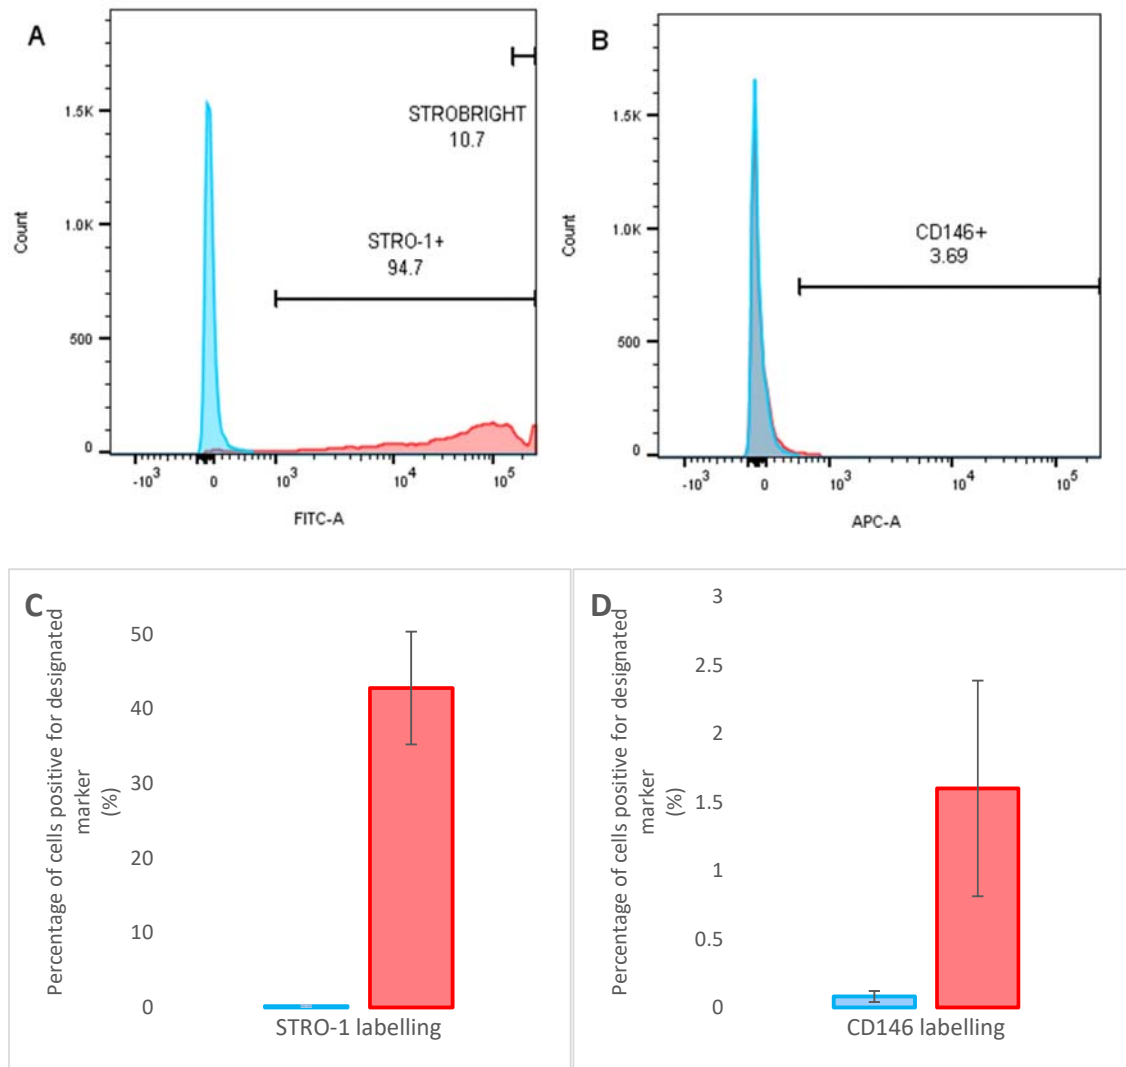 A
Count
1.5K
1.0K
500
0
STROBRIGHT
10.7
STRO-1+
94.7
-10³
0
10³
10⁴
10⁵
FITC-A
B
Count
1.5K
1.0K
500
0
CD146+
3.69
-10³
0
10³
10⁴
10⁵
APC-A
C
Percentage of cells positive for designated
marker
(%)
50
40
30
20
10
0
STRO-1 labelling
D
Percentage of cells positive for designated
marker
(%)
3
2.5
2
1.5
1
0.5
0
CD146 labelling